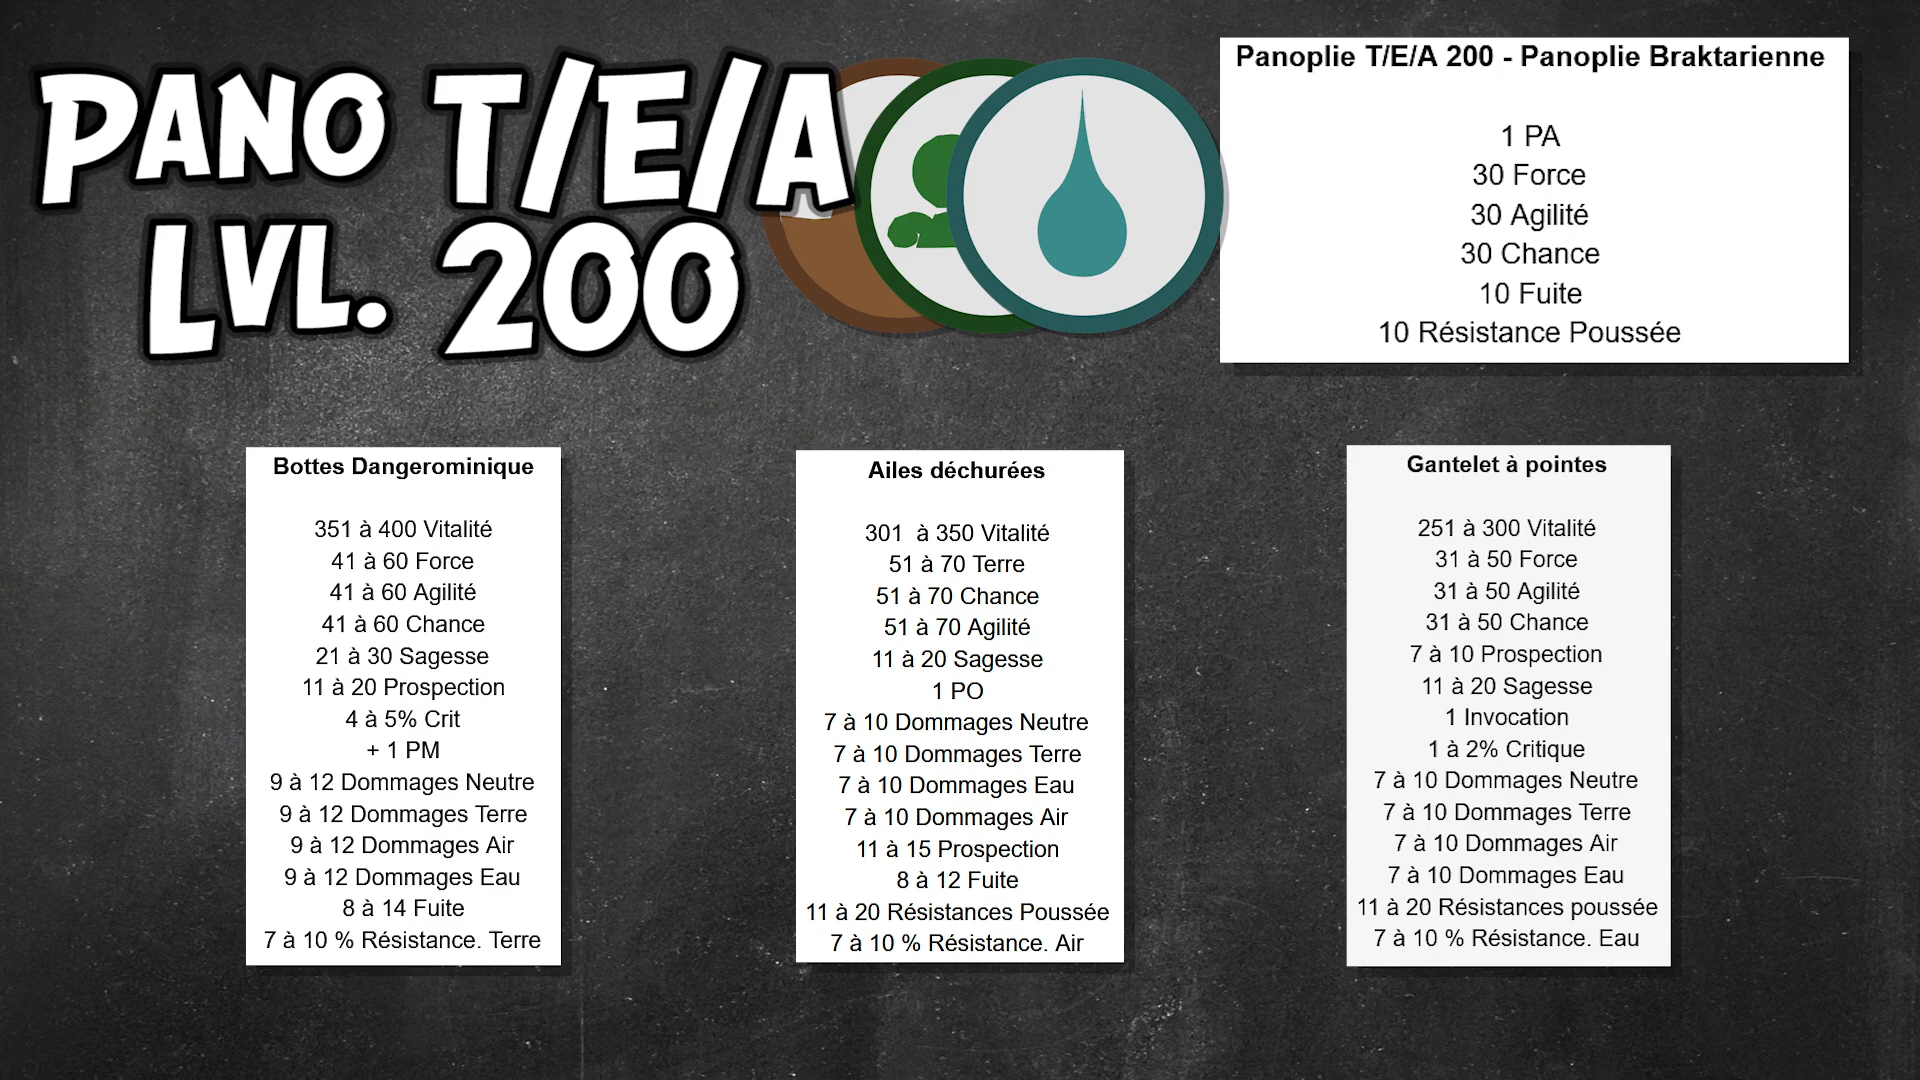 PANO T/E/A
LVL. 200
Panoplie T/E/A 200 - Panoplie Braktarienne
1 PA
30 Force
30 Agilité
30 Chance
10 Fuite
10 Résistance Poussée
Bottes Dangerominique
351 à 400 Vitalité
41 à 60 Force
41 à 60 Agilité
41 à 60 Chance
21 à 30 Sagesse
11 à 20 Prospection
4 à 5% Crit
+ 1 PM
9 à 12 Dommages Neutre
9 à 12 Dommages Terre
9 à 12 Dommages Air
9 à 12 Dommages Eau
8 à 14 Fuite
7 à 10 % Résistance. Terre
Ailes déchurées
301 à 350 Vitalité
51 à 70 Terre
51 à 70 Chance
51 à 70 Agilité
11 à 20 Sagesse
1 PO
7 à 10 Dommages Neutre
7 à 10 Dommages Terre
7 à 10 Dommages Eau
7 à 10 Dommages Air
11 à 15 Prospection
8 à 12 Fuite
11 à 20 Résistances Poussée
7 à 10 % Résistance. Air
Gantelet à pointes
251 à 300 Vitalité
31 à 50 Force
31 à 50 Agilité
31 à 50 Chance
7 à 10 Prospection
11 à 20 Sagesse
1 Invocation
1 à 2% Critique
7 à 10 Dommages Neutre
7 à 10 Dommages Terre
7 à 10 Dommages Air
7 à 10 Dommages Eau
11 à 20 Résistances poussée
7 à 10 % Résistance. Eau